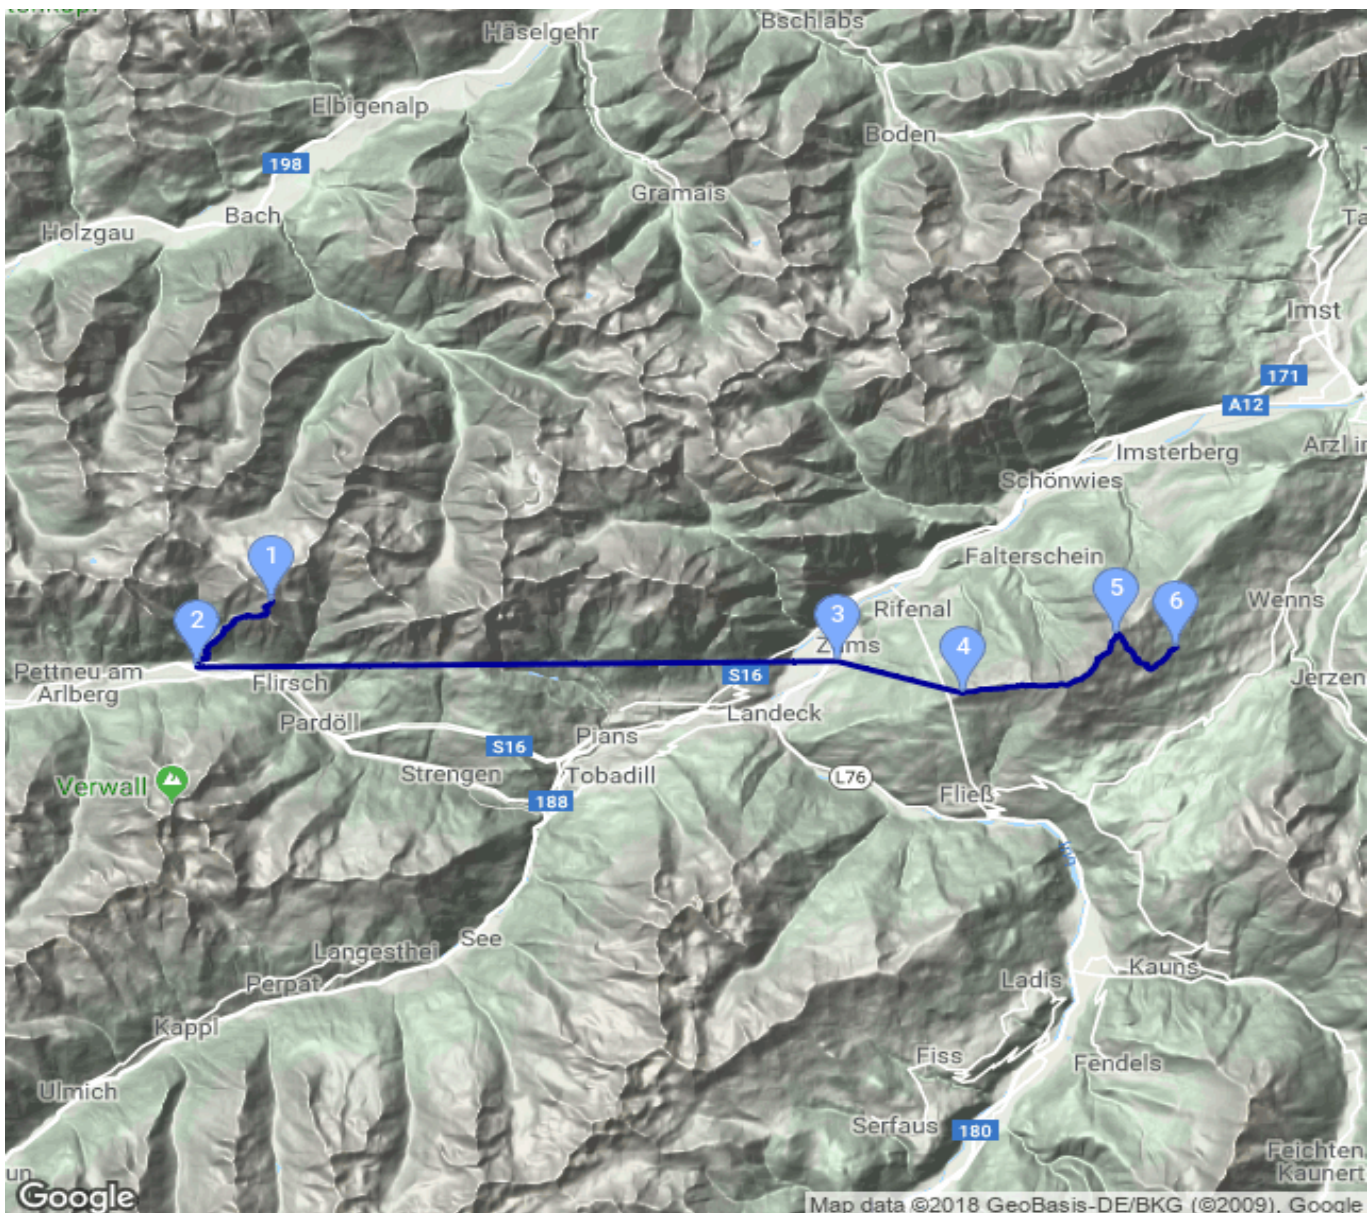 Häselgehr
Bschlabs
Elbigenalp
Boden
198
Gramais
Bach
Holzgau
Imst
171
A12
Imsterberg
Schönwies
Falterschein
1
5
6
Rifenal
Wenns
2
3
4
Pettneu am
Arlberg
Flirsch
S16
Landeck
Pardöll
Pians
S16
Strengen
Tobadill
Verwall
188
L76
Fließ
Inn
See
Langesthei
Perpat
Kauns
Ladis
Kappl
Fiss
Fendels
Ulmich
Serfaus
180
Feichten
Kaunert
Google
Map data ©2018 GeoBasis-DE/BKG (©2009), Google